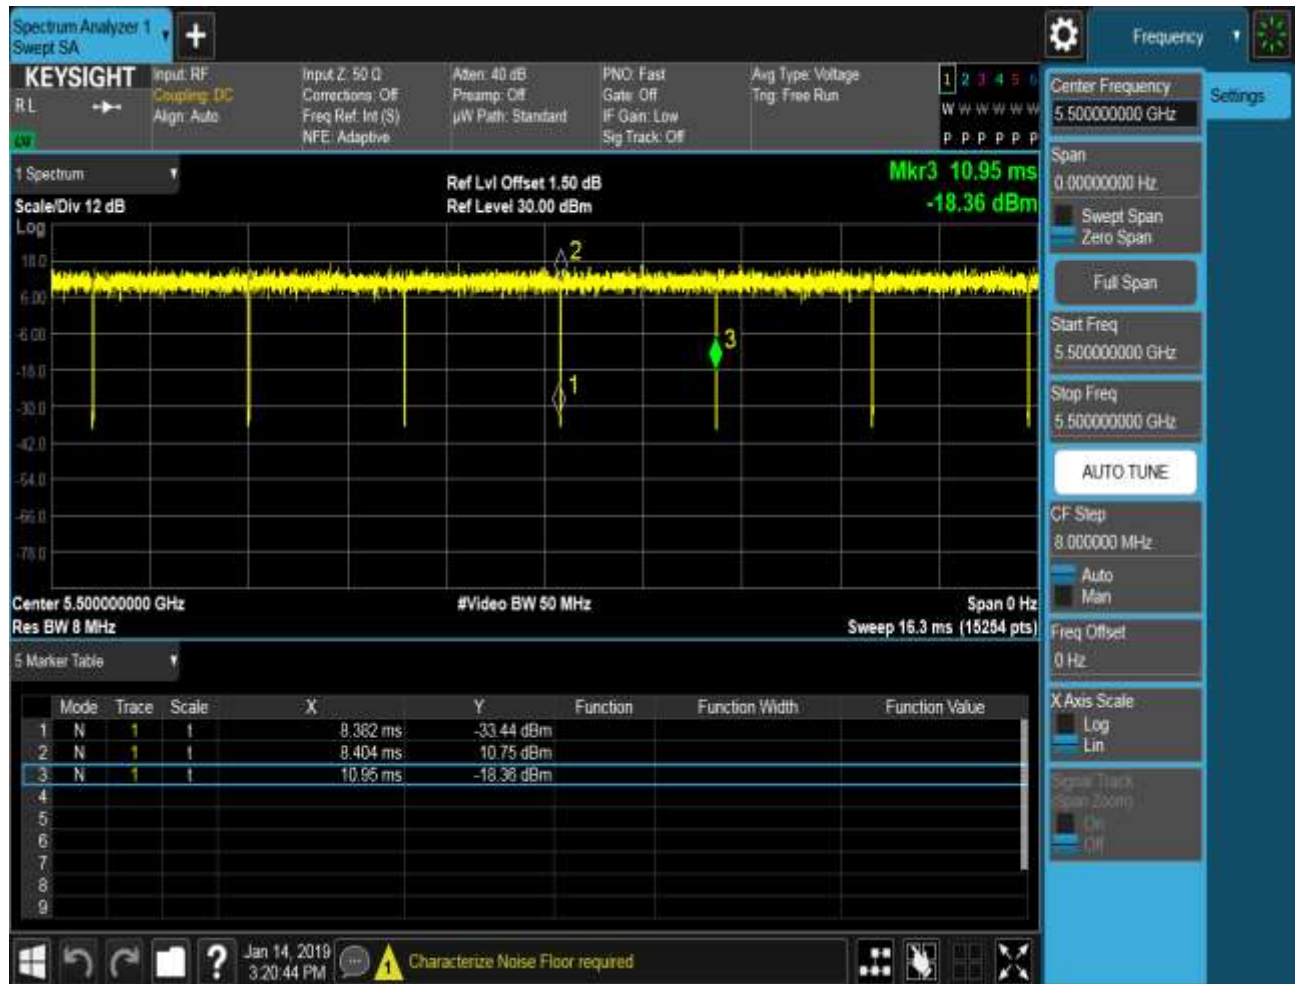 Spectrum Analyzer 1
Swept SA
+
Frequency
KEYSIGHT
RL
Input: RF
Coupling: DC
Align: Auto
Input Z: 50 Ω
Corrections: Off
Freq Ref: Int (S)
NFE: Adaptive
Atten: 40 dB
Preamp: Off
µW Path: Standard
PNO: Fast
Gate: Off
IF Gain: Low
Sig Track: Off
Avg Type: Voltage
Trig: Free Run
1 2 3 4 5 6
W W W W W W
P P P P P P
1 Spectrum
Scale/Div 12 dB
Ref Lvl Offset 1.50 dB
Ref Level 30.00 dBm
Mkr3 10.95 ms
-18.36 dBm
Log
18.0
6.00
-6.00
-18.0
-30.0
-42.0
-54.0
-66.0
-78.0
2
3
1
Center 5.500000000 GHz
#Video BW 50 MHz
Span 0 Hz
Res BW 8 MHz
Sweep 16.3 ms (15254 pts)
5 Marker Table
Mode Trace Scale X Y Function Function Width Function Value
1 N 1 t 8.382 ms -33.44 dBm
2 N 1 t 8.404 ms 10.75 dBm
3 N 1 t 10.95 ms -18.36 dBm
4
5
6
7
8
9
Center Frequency
5.500000000 GHz
Settings
Span
0.00000000 Hz
Swept Span
Zero Span
Full Span
Start Freq
5.500000000 GHz
Stop Freq
5.500000000 GHz
AUTO TUNE
CF Step
8.000000 MHz
Auto
Man
Freq Offset
0 Hz
X Axis Scale
Log
Lin
Signal Track
(Span Zoom)
On
Off
?
Jan 14, 2019
3:20:44 PM
1
Characterize Noise Floor required